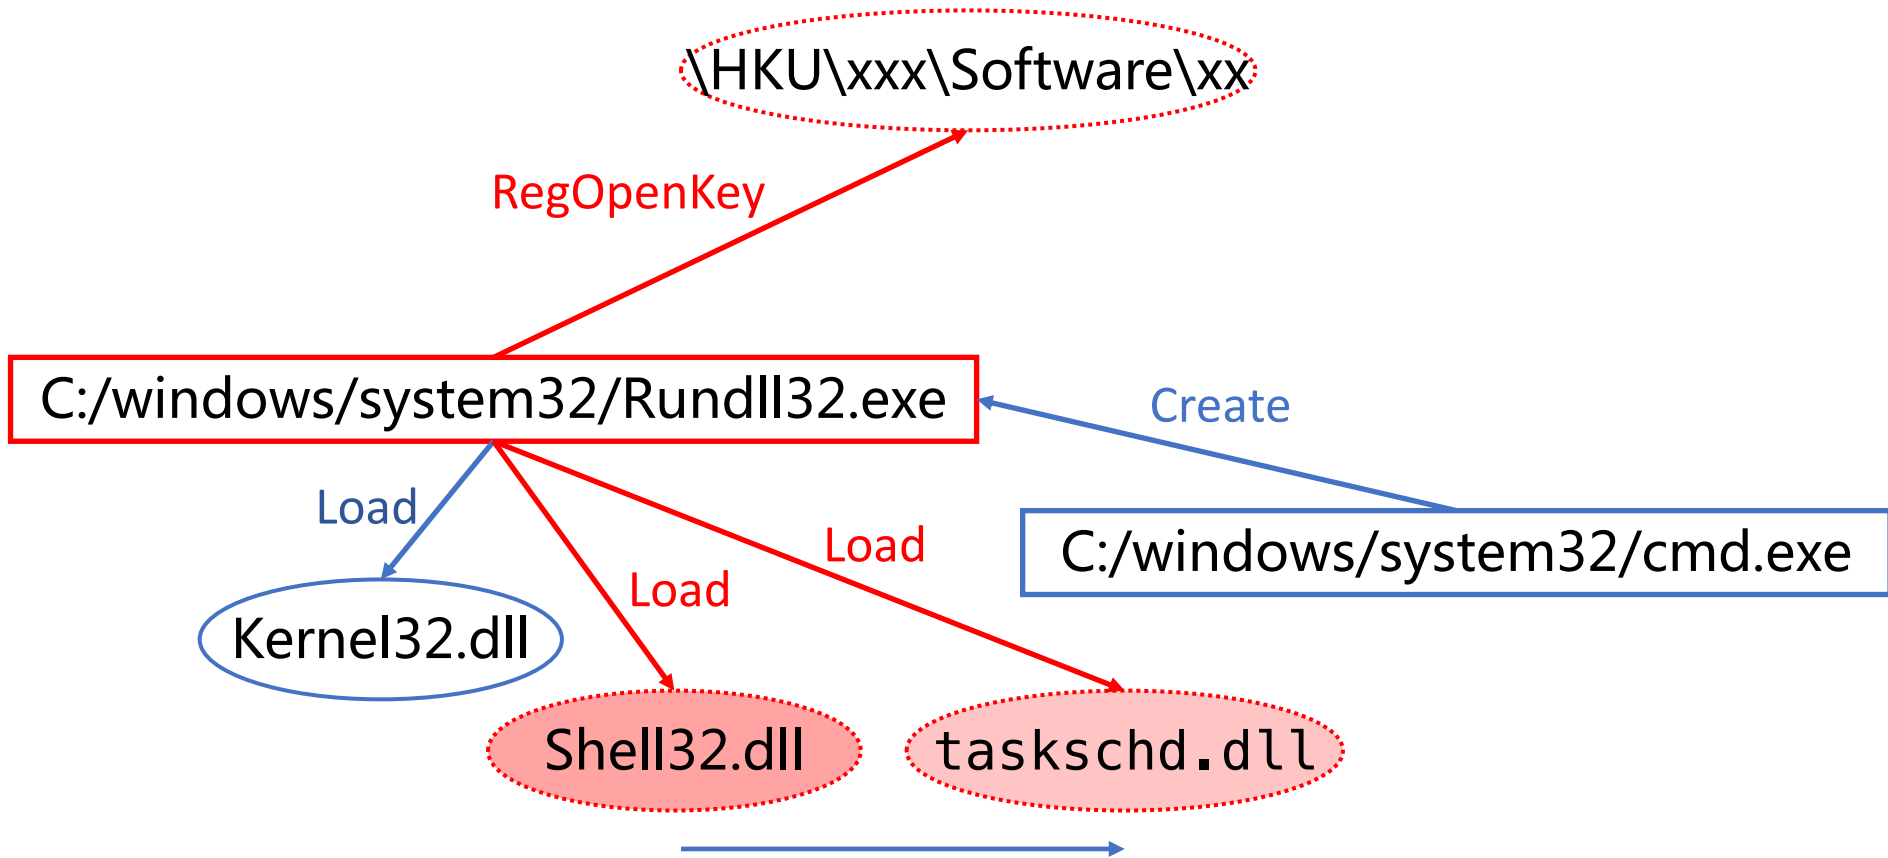 \HKU\xxx\Software\xx
RegOpenKey
C:/windows/system32/Rundll32.exe
Create
Load
Load
C:/windows/system32/cmd.exe
Load
Kernel32.dll
Shell32.dll
taskschd.dll